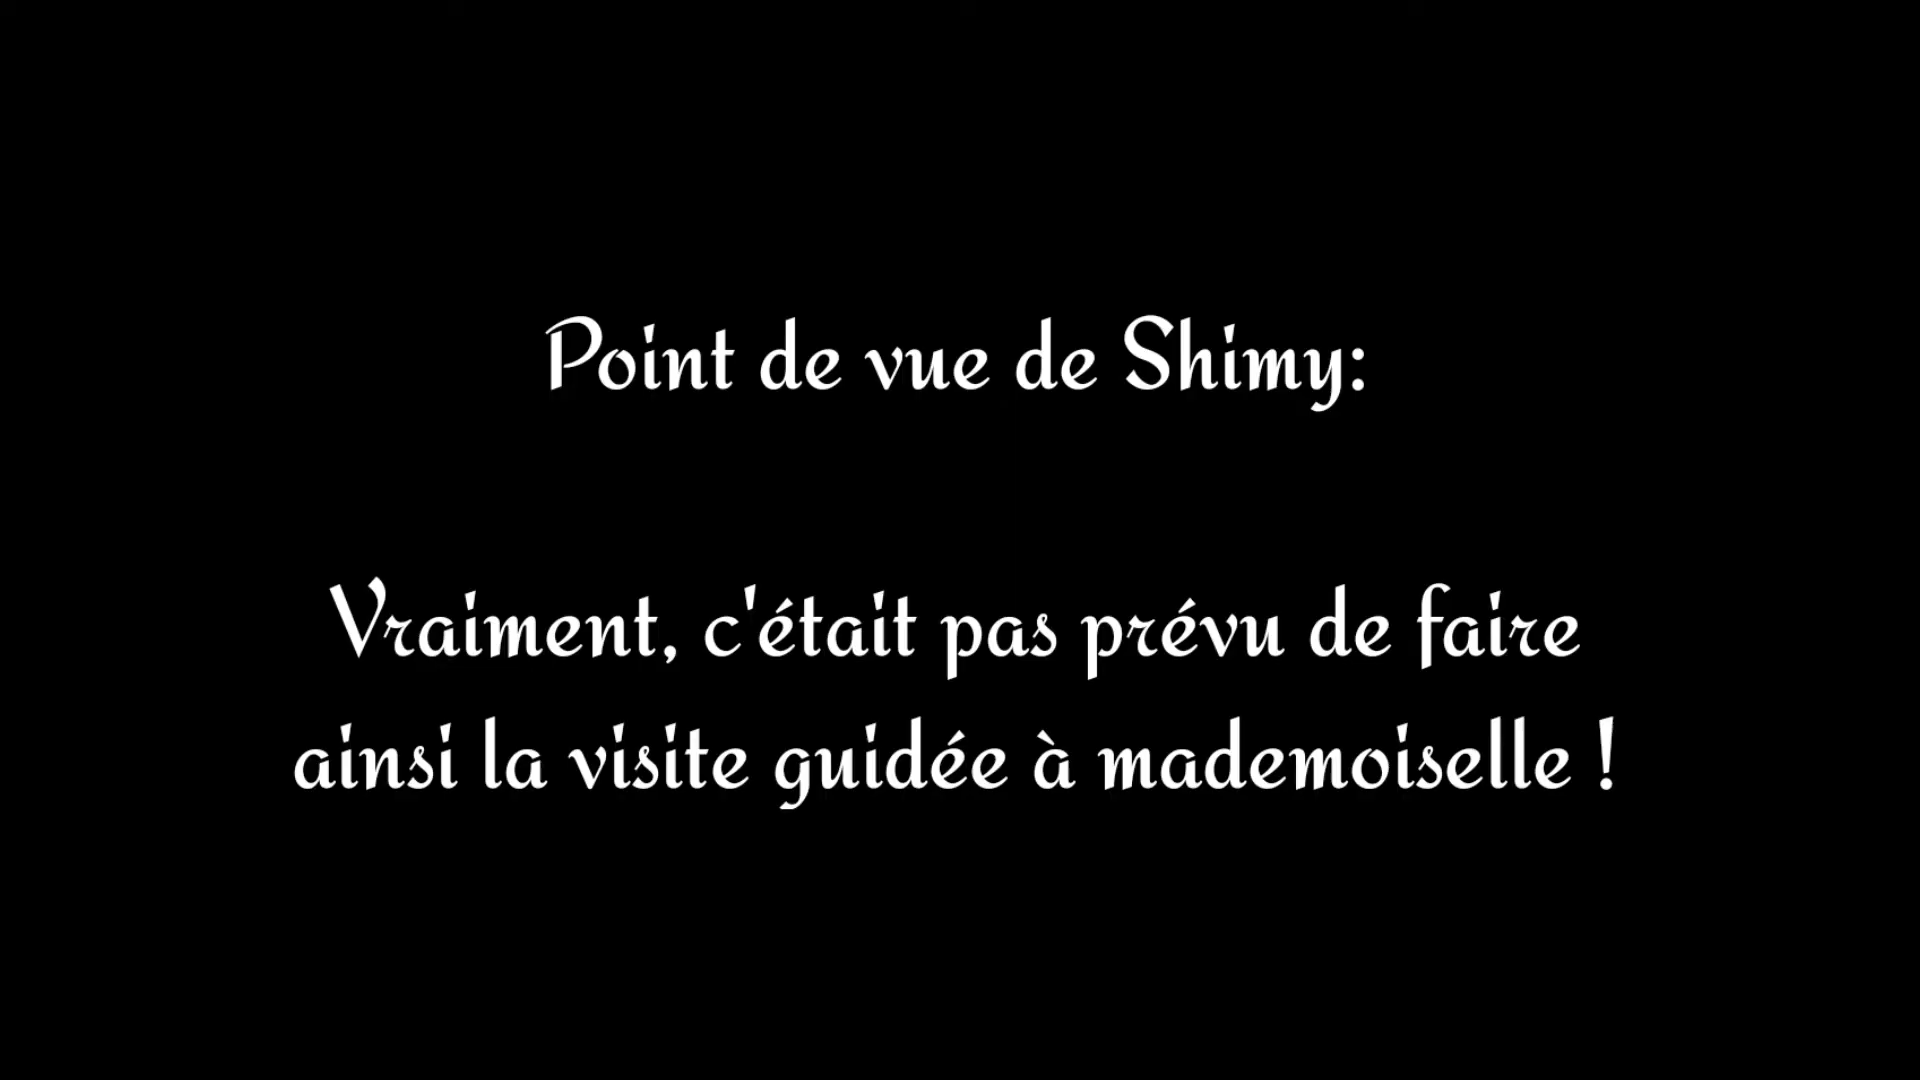 Point de vue de Shimy:
Vraiment, c'était pas prévu de faire
ainsi la visite guidée à mademoiselle !